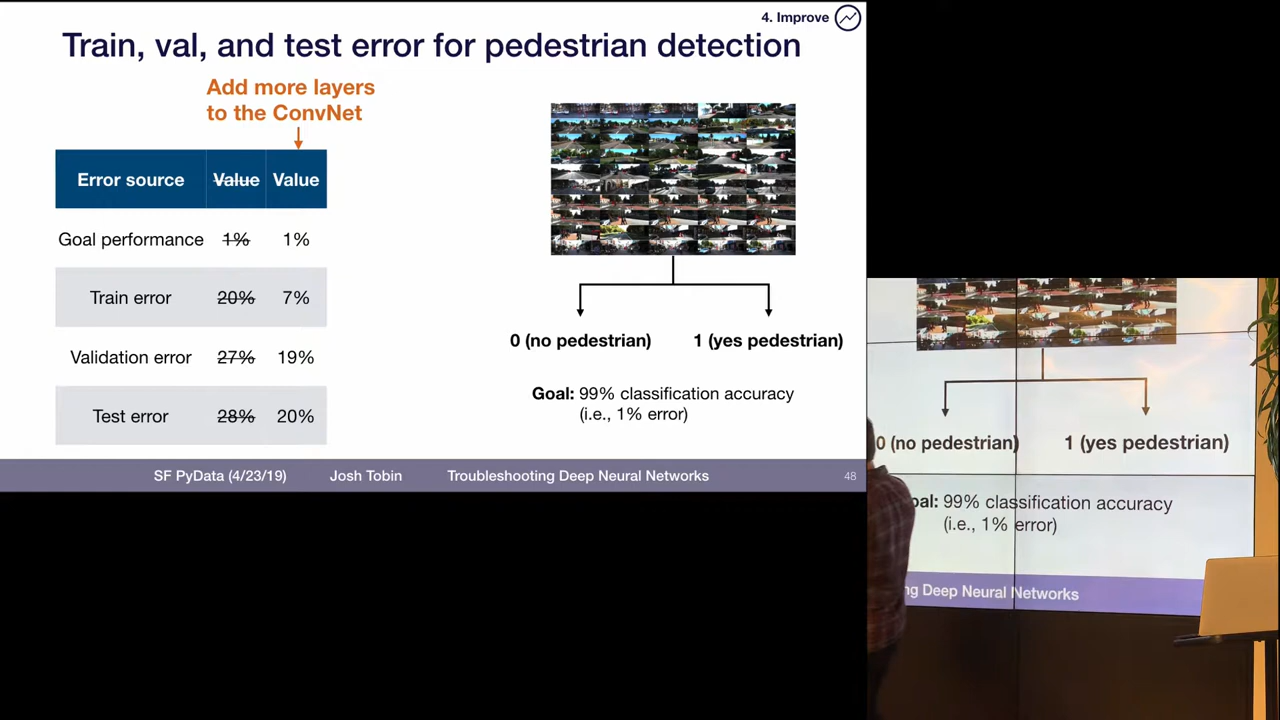 4. Improve
Train, val, and test error for pedestrian detection
Add more layers
to the ConvNet
Error source Value Value
Goal performance 1% 1%
Train error 20% 7%
Validation error 27% 19%
Test error 28% 20%
0 (no pedestrian) 1 (yes pedestrian)
Goal: 99% classification accuracy
(i.e., 1% error)
SF PyData (4/23/19) Josh Tobin Troubleshooting Deep Neural Networks 48
0 (no pedestrian) 1 (yes pedestrian)
oal: 99% classification accuracy
(i.e., 1% error)
ng Deep Neural Networks